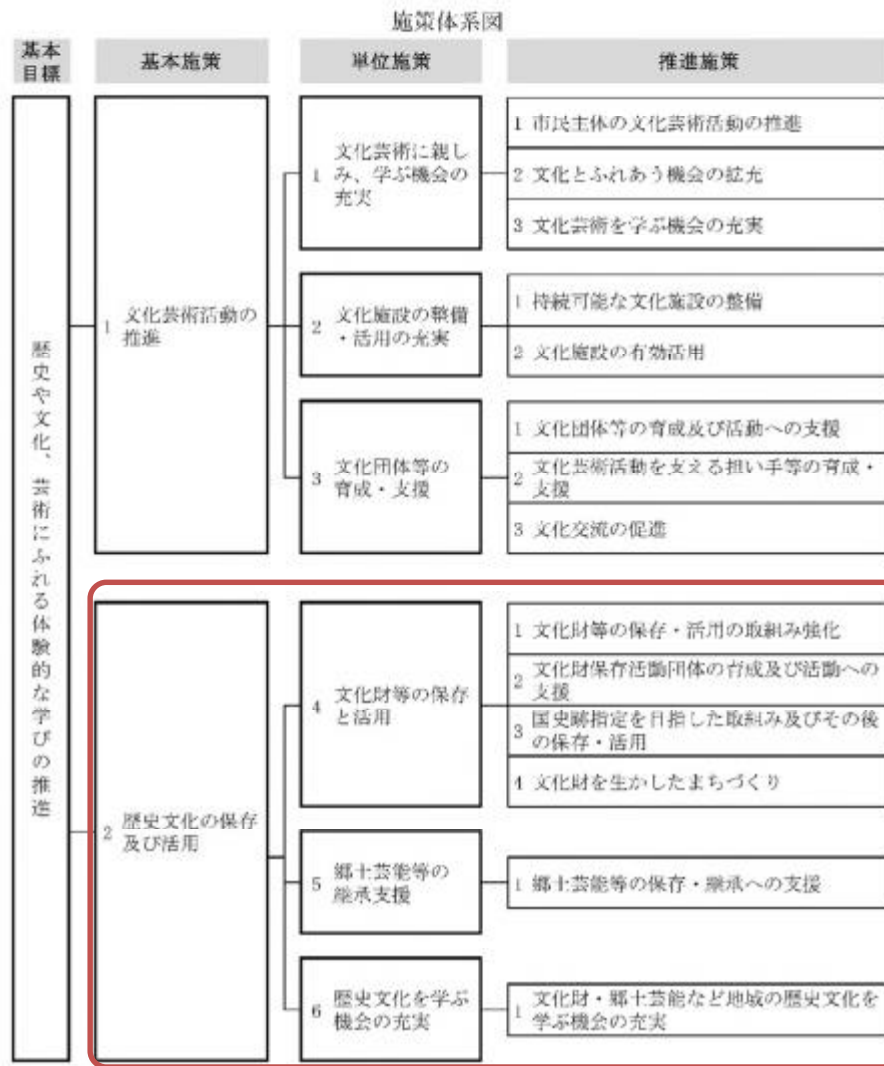 施策体系図
基本
目標
基本施策
単位施策
推進施策
歴史や文化、芸術にふれる体験的な学びの推進
1 文化芸術活動の
推進
1 文化芸術に親し
み、学ぶ機会の
充実
1 市民主体の文化芸術活動の推進
2 文化とふれあう機会の拡充
3 文化芸術を学ぶ機会の充実
2 文化施設の整備
・活用の充実
1 持続可能な文化施設の整備
2 文化施設の有効活用
3 文化団体等の
育成・支援
1 文化団体等の育成及び活動への支援
2 文化芸術活動を支える担い手等の育成・
支援
3 文化交流の促進
2 歴史文化の保存
及び活用
4 文化財等の保存
と活用
1 文化財等の保存・活用の取組み強化
2 文化財保存活動団体の育成及び活動への
支援
3 国史跡指定を目指した取組み及びその後
の保存・活用
4 文化財を生かしたまちづくり
5 郷土芸能等の
継承支援
1 郷土芸能等の保存・継承への支援
6 歴史文化を学ぶ
機会の充実
1 文化財・郷土芸能など地域の歴史文化を
学ぶ機会の充実